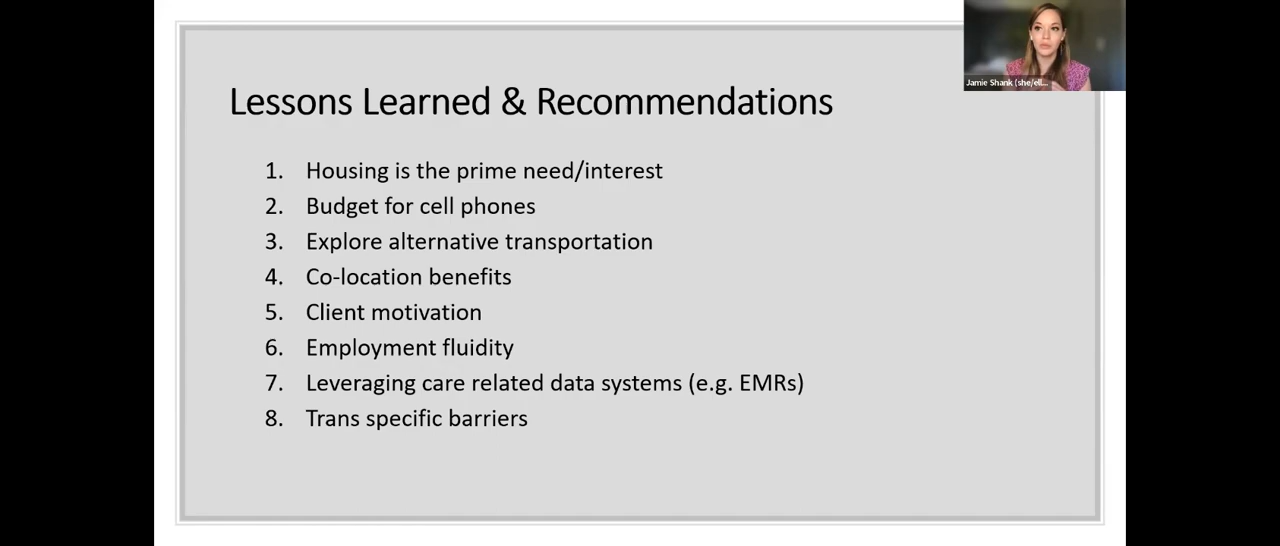 Jamie Shank (she/ell...
Lessons Learned & Recommendations
1. Housing is the prime need/interest
2. Budget for cell phones
3. Explore alternative transportation
4. Co-location benefits
5. Client motivation
6. Employment fluidity
7. Leveraging care related data systems (e.g. EMRs)
8. Trans specific barriers